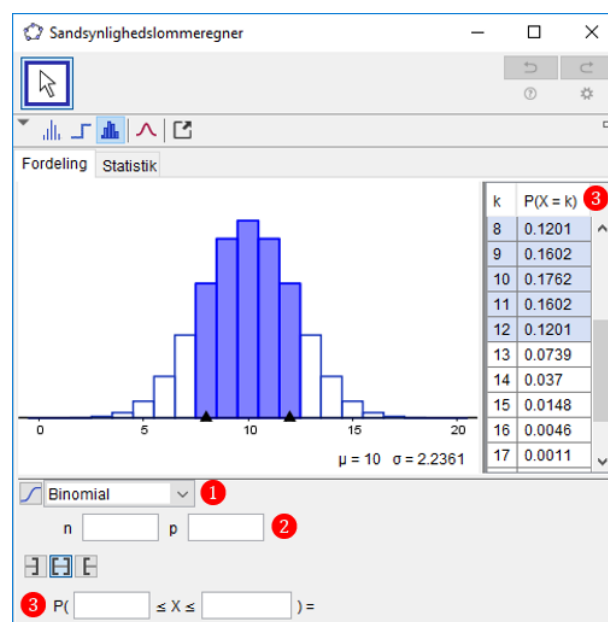 Sandsynlighedslommeregner
Fordeling Statistik
k P(X = k) 3
8 0.1201
9 0.1602
10 0.1762
11 0.1602
12 0.1201
13 0.0739
14 0.037
15 0.0148
16 0.0046
17 0.0011
0 5 10 15 20
μ = 10 σ = 2.2361
Binomial 1
n p 2
3 P( ≤ X ≤ ) =